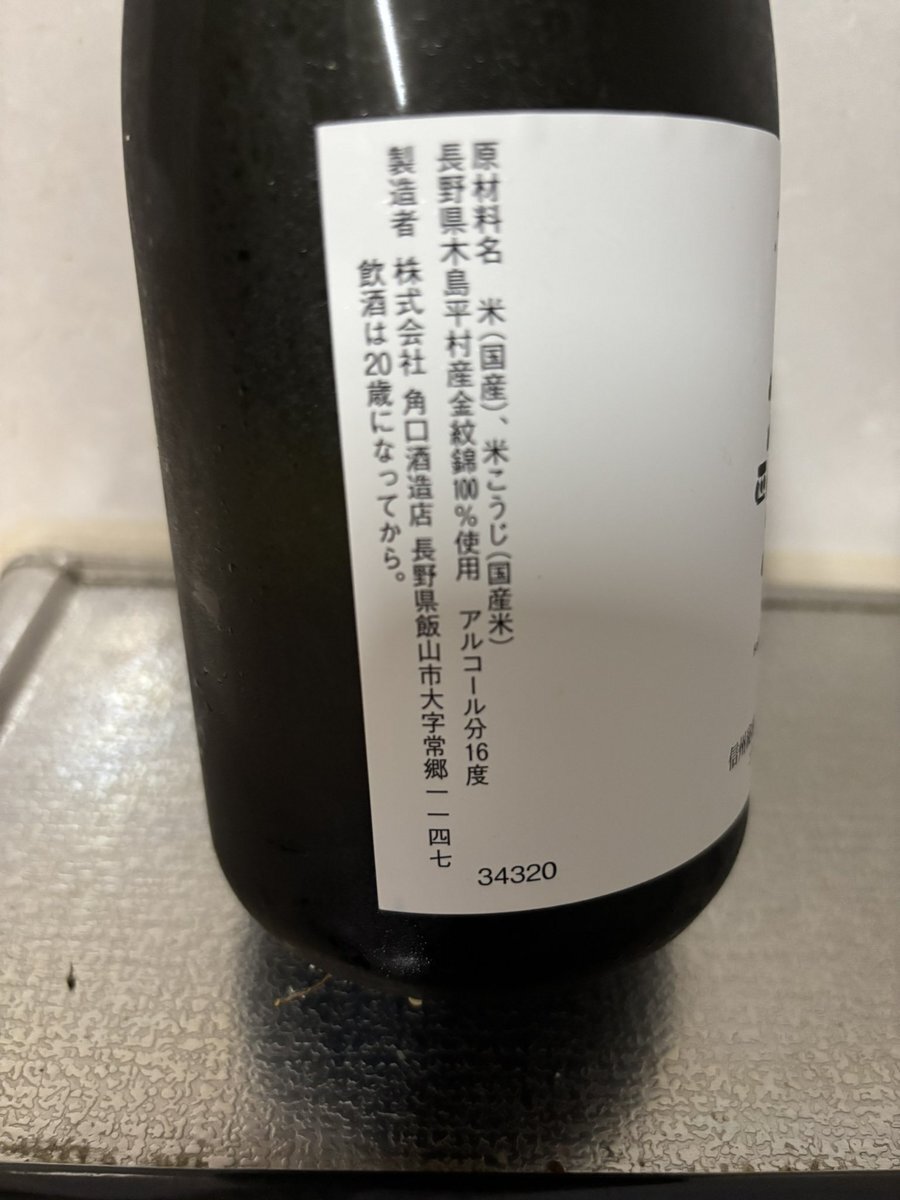 原材料名 米(国産)、米こうじ(国産米)
長野県木島平村産金紋錦100%使用 アルコール分16度
製造者 株式会社 角口酒造店 長野県飯山市大字常郷一一四七
飲酒は20歳になってから。
34320
信州